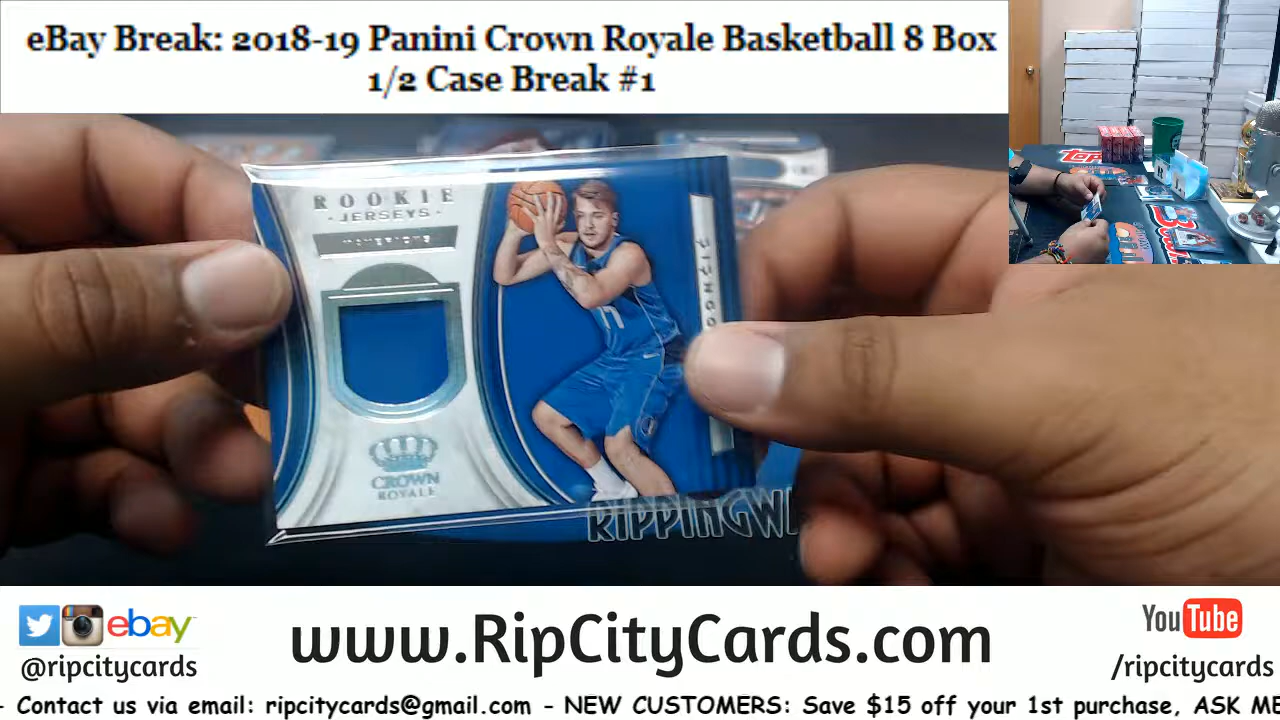 eBay Break: 2018-19 Panini Crown Royale Basketball 8 Box
1/2 Case Break #1
ROOKIE
· JERSEYS ·
MAVERICKS
CROWN
ROYALE
RIPPINGW
ebay
@ripcitycards
www.RipCityCards.com
YouTube
/ripcitycards
- Contact us via email: ripcitycards@gmail.com - NEW CUSTOMERS: Save $15 off your 1st purchase, ASK ME